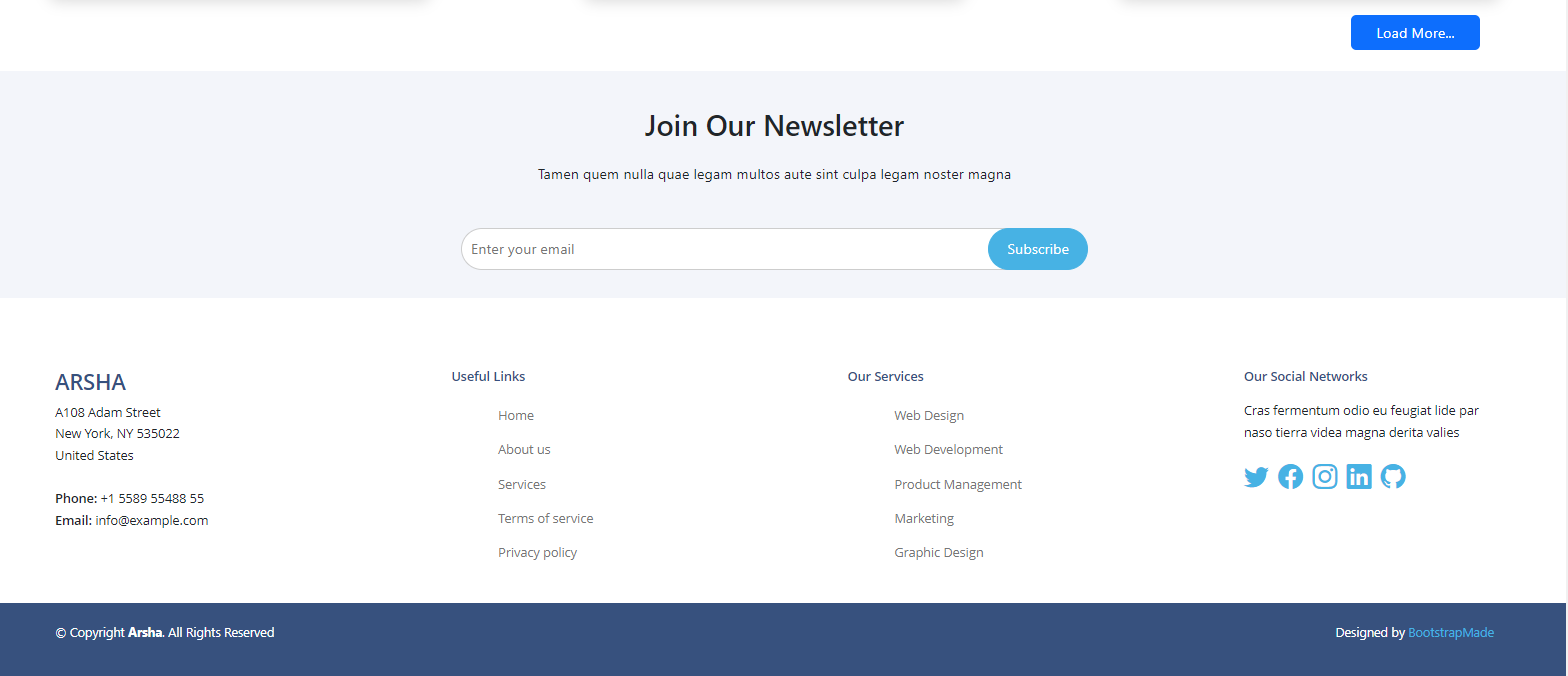 Load More...
Join Our Newsletter
Tamen quem nulla quae legam multos aute sint culpa legam noster magna
Enter your email
Subscribe
ARSHA
A108 Adam Street
New York, NY 535022
United States
Phone: +1 5589 55488 55
Email: info@example.com
Useful Links
Home
About us
Services
Terms of service
Privacy policy
Our Services
Web Design
Web Development
Product Management
Marketing
Graphic Design
Our Social Networks
Cras fermentum odio eu feugiat lide par
naso tierra videa magna derita valies
in
© Copyright Arsha. All Rights Reserved
Designed by BootstrapMade